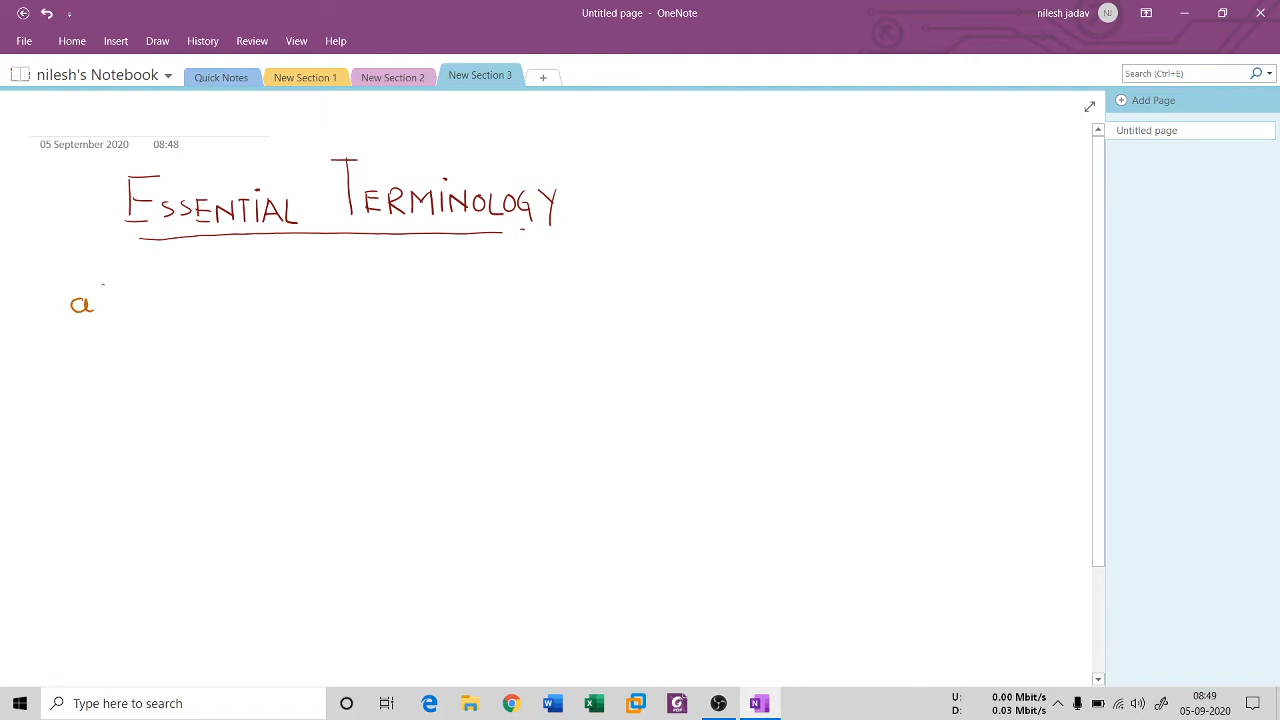 Untitled page - OneNote
nilesh jadav NJ
File Home Insert Draw History Review View Help
nilesh's Notebook Quick Notes New Section 1 New Section 2 New Section 3 + Search (Ctrl+E)
Add Page
Untitled page
05 September 2020 08:48
ESSENTIAL TERMINOLOGY
a
Type here to search
U: 0.00 Mbit/s
D: 0.03 Mbit/s
08:49
05-09-2020